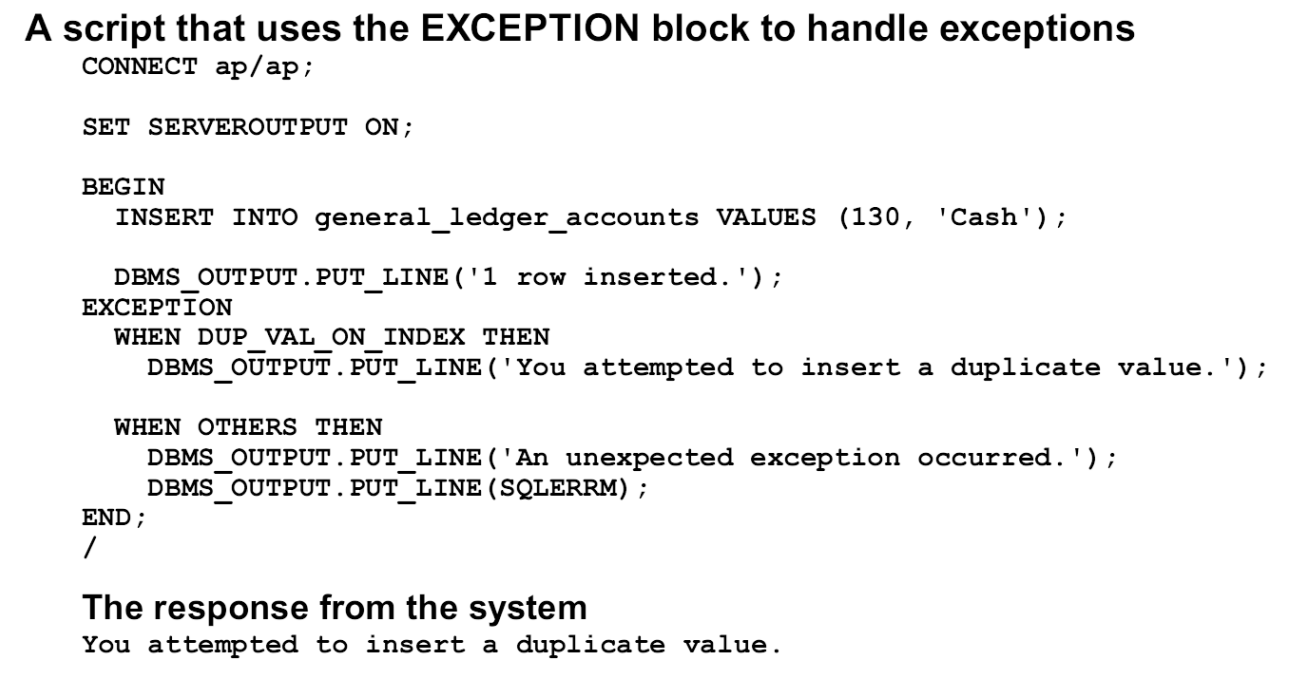 A script that uses the EXCEPTION block to handle exceptions
CONNECT ap/ap;
SET SERVEROUTPUT ON;
BEGIN
INSERT INTO general_ledger_accounts VALUES (130, 'Cash');
DBMS_OUTPUT.PUT_LINE('1 row inserted.');
EXCEPTION
WHEN DUP_VAL_ON_INDEX THEN
DBMS_OUTPUT.PUT_LINE('You attempted to insert a duplicate value.');
WHEN OTHERS THEN
DBMS_OUTPUT.PUT_LINE('An unexpected exception occurred.');
DBMS_OUTPUT.PUT_LINE(SQLERRM);
END;
/
The response from the system
You attempted to insert a duplicate value.